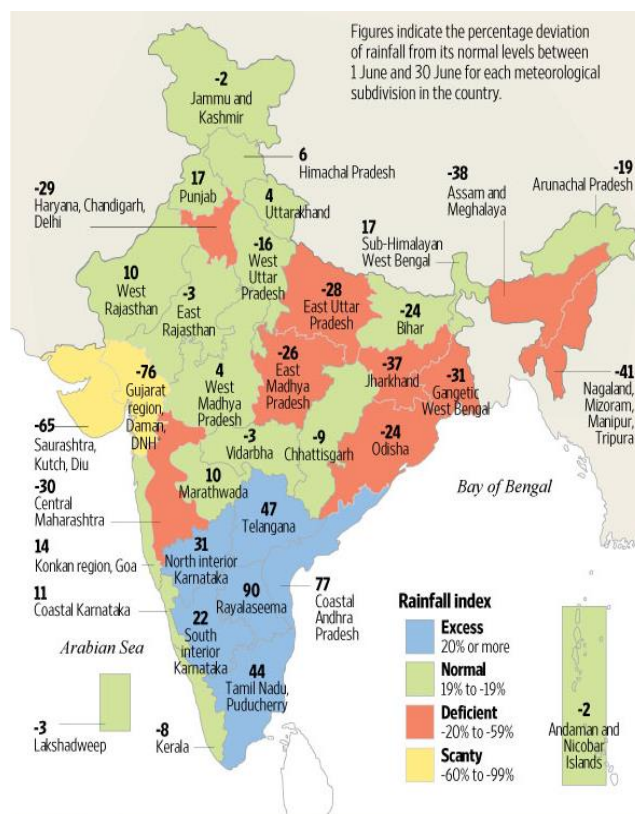 Figures indicate the percentage deviation
of rainfall from its normal levels between
1 June and 30 June for each meteorological
subdivision in the country.
-2
Jammu and
Kashmir
6
Himachal Pradesh
17
Punjab
4
Uttarakhand
-29
Haryana, Chandigarh,
Delhi
-38
Assam and
Meghalaya
-19
Arunachal Pradesh
17
Sub-Himalayan
West Bengal
-16
West
Uttar
Pradesh
10
West
Rajasthan
-3
East
Rajasthan
-28
East Uttar
Pradesh
-24
Bihar
-26
East
Madhya
Pradesh
-37
Jharkhand
-31
Gangetic
West Bengal
-41
Nagaland,
Mizoram,
Manipur,
Tripura
-76
Gujarat
region,
Daman,
DNH
4
West
Madhya
Pradesh
-65
Saurashtra,
Kutch, Diu
-3
Vidarbha
-9
Chhattisgarh
-24
Odisha
-30
Central
Maharashtra
10
Marathwada
Bay of Bengal
47
Telangana
14
Konkan region, Goa
31
North interior
Karnataka
11
Coastal Karnataka
90
Rayalaseema
77
Coastal
Andhra
Pradesh
22
South
interior
Karnataka
Arabian Sea
44
Tamil Nadu,
Puducherry
-3
Lakshadweep
-8
Kerala
Rainfall index
Excess
20% or more
Normal
19% to -19%
Deficient
-20% to -59%
Scanty
-60% to -99%
-2
Andaman and
Nicobar
Islands